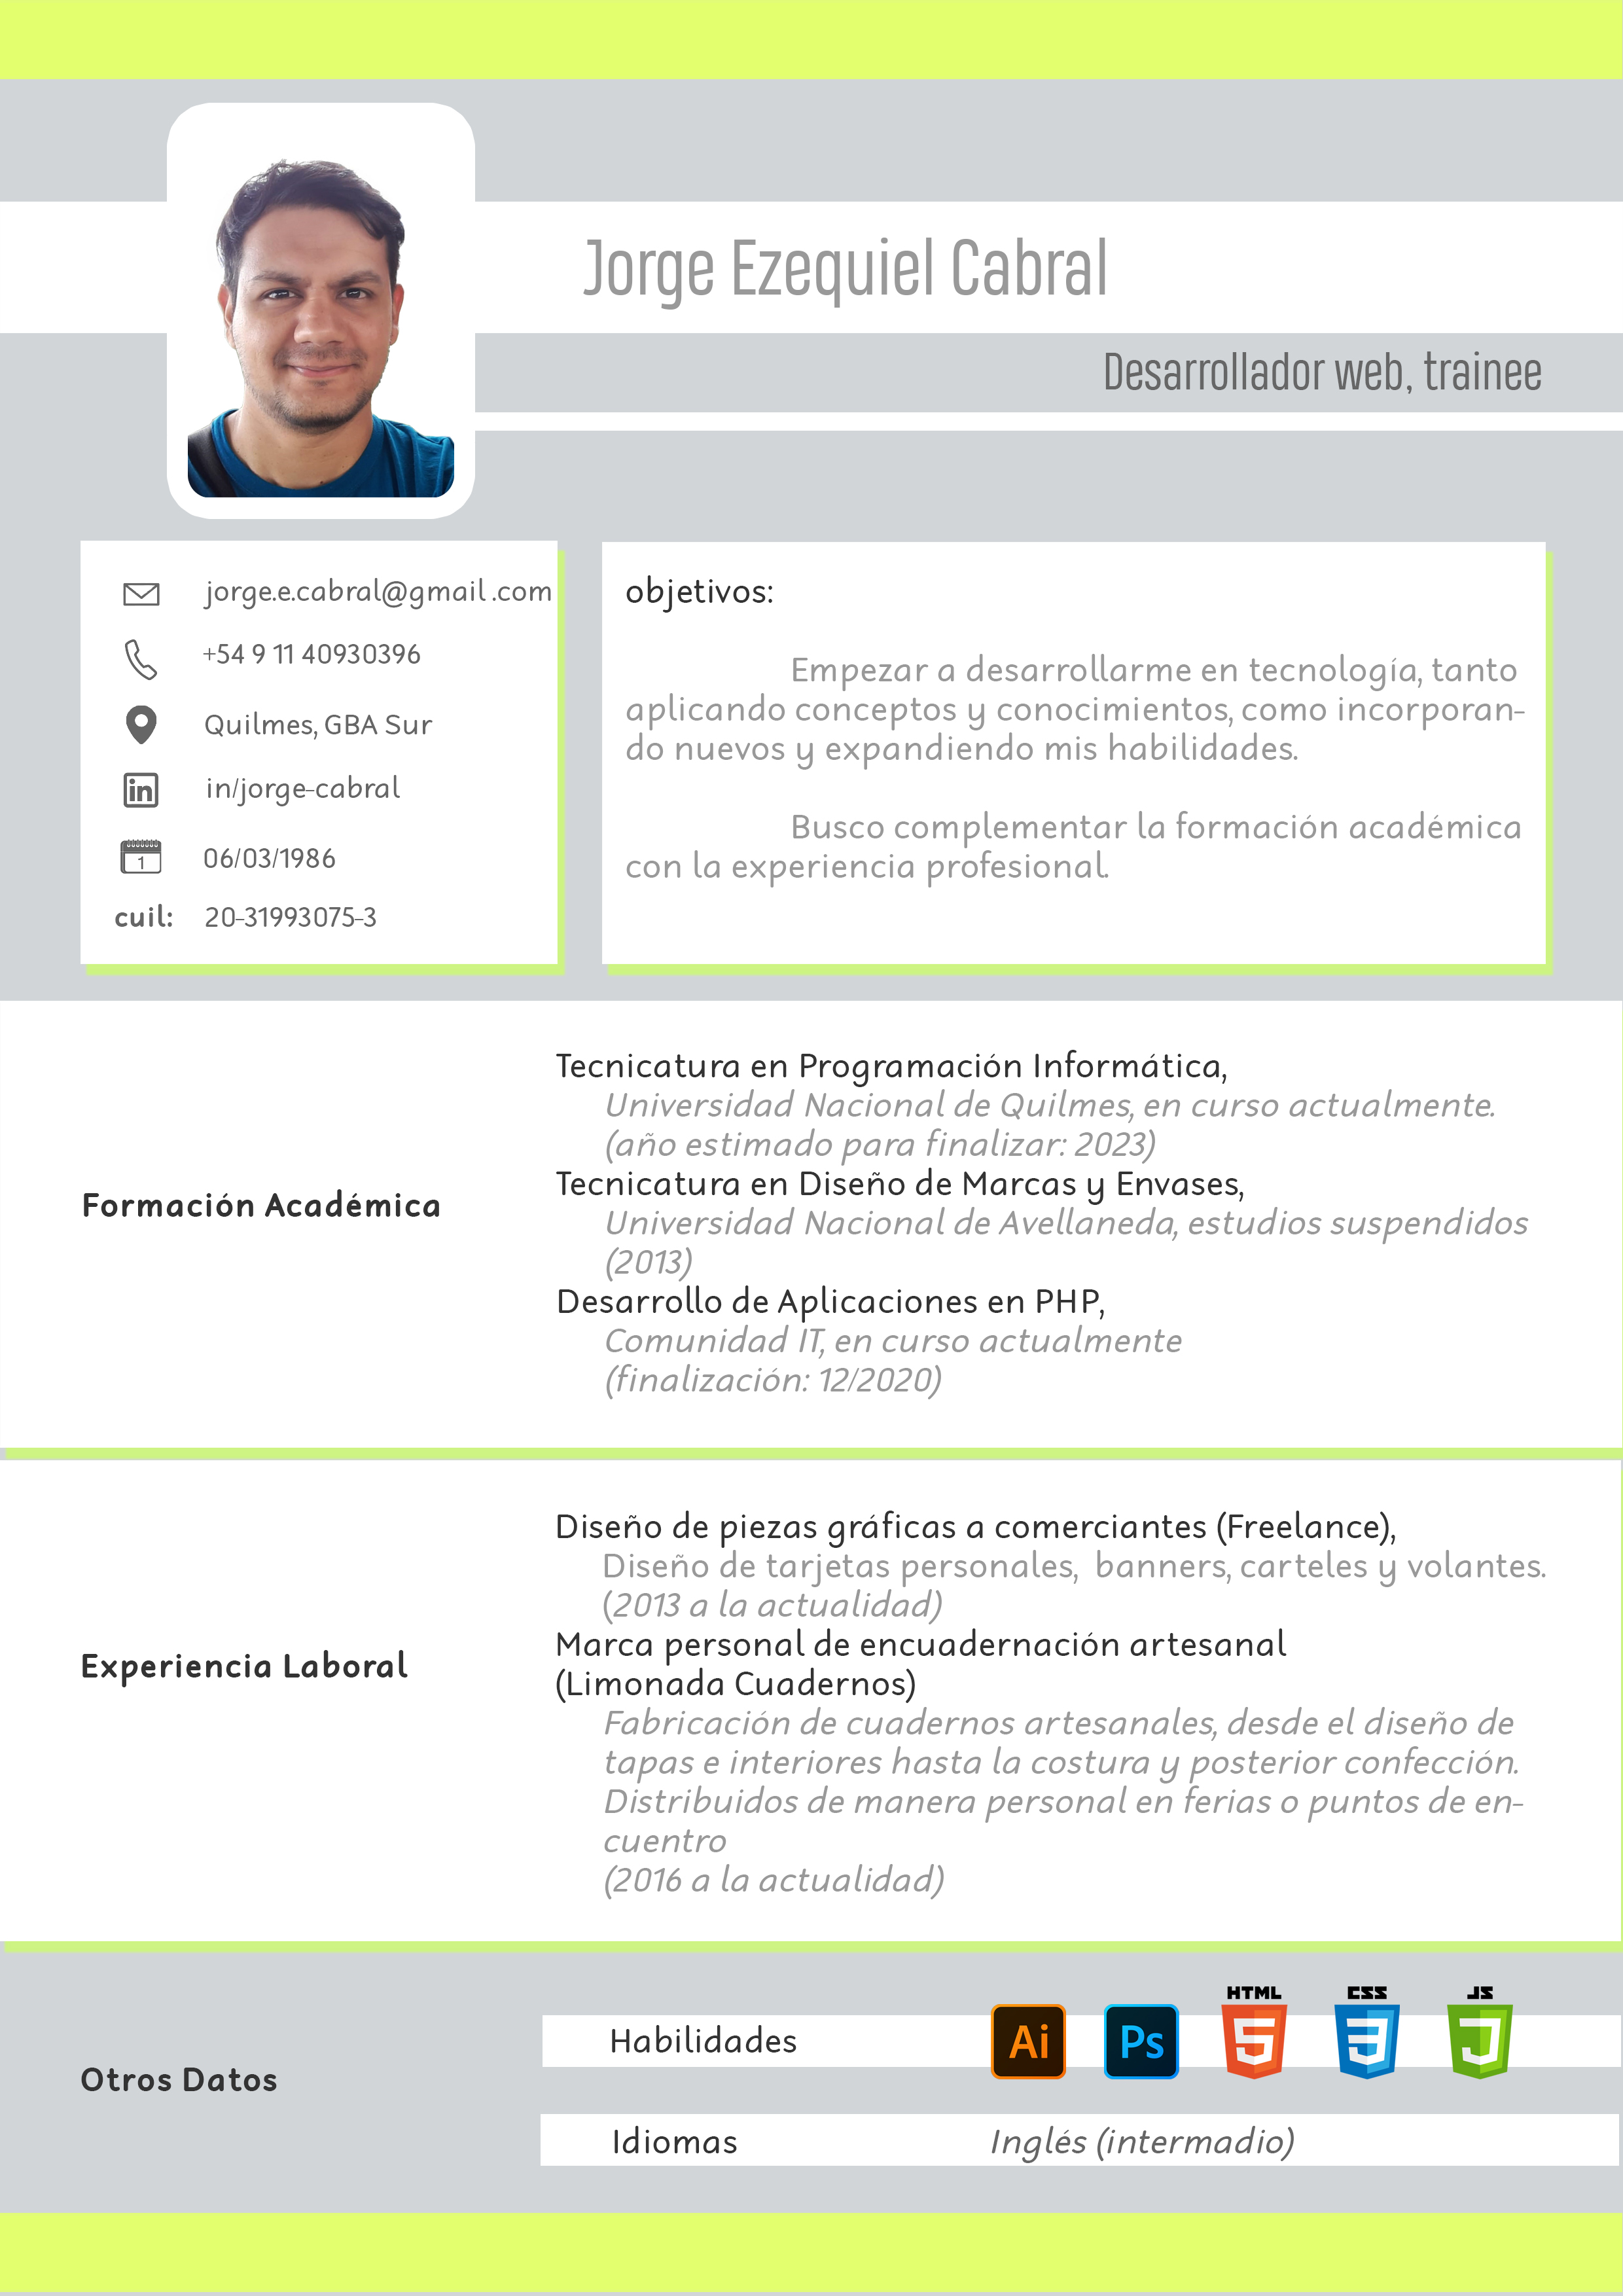 Jorge Ezequiel Cabral
Desarrollador web, trainee
jorge.e.cabral@gmail.com
+54 9 11 40930396
Quilmes, GBA Sur
in
in/jorge-cabral
1
06/03/1986
cuil: 20-31993075-3
objetivos:
Empezar a desarrollarme en tecnología, tanto
aplicando conceptos y conocimientos, como incorporan-
do nuevos y expandiendo mis habilidades.
Busco complementar la formación académica
con la experiencia profesional.
Formación Académica
Tecnicatura en Programación Informática,
Universidad Nacional de Quilmes, en curso actualmente.
(año estimado para finalizar: 2023)
Tecnicatura en Diseño de Marcas y Envases,
Universidad Nacional de Avellaneda, estudios suspendidos
(2013)
Desarrollo de Aplicaciones en PHP,
Comunidad IT, en curso actualmente
(finalización: 12/2020)
Experiencia Laboral
Diseño de piezas gráficas a comerciantes (Freelance),
Diseño de tarjetas personales, banners, carteles y volantes.
(2013 a la actualidad)
Marca personal de encuadernación artesanal
(Limonada Cuadernos)
Fabricación de cuadernos artesanales, desde el diseño de
tapas e interiores hasta la costura y posterior confección.
Distribuidos de manera personal en ferias o puntos de en-
cuentro
(2016 a la actualidad)
Otros Datos
Habilidades
Ai Ps HTML 5 CSS 3 JS
Idiomas
Inglés (intermadio)